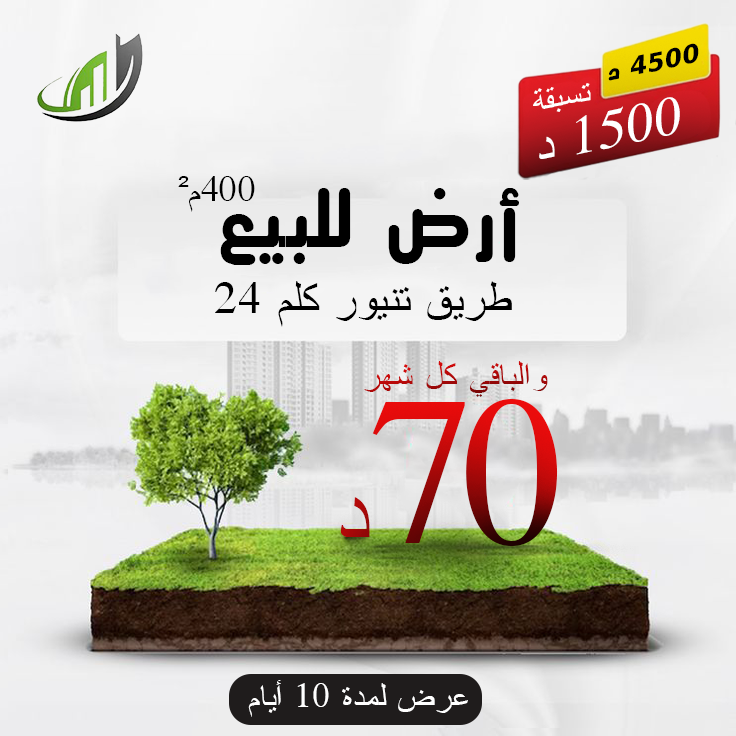 4500 د
تسبقة
1500 د
400م²
أرض للبيع
طريق تنيور كلم 24
والباقي كل شهر
70 د
عرض لمدة 10 أيام